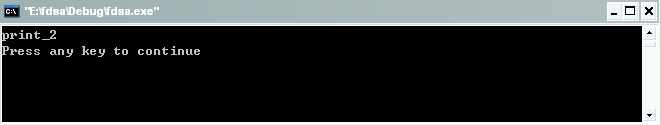 "E:\fdsa\Debug\fdsa.exe"
print_2
Press any key to continue